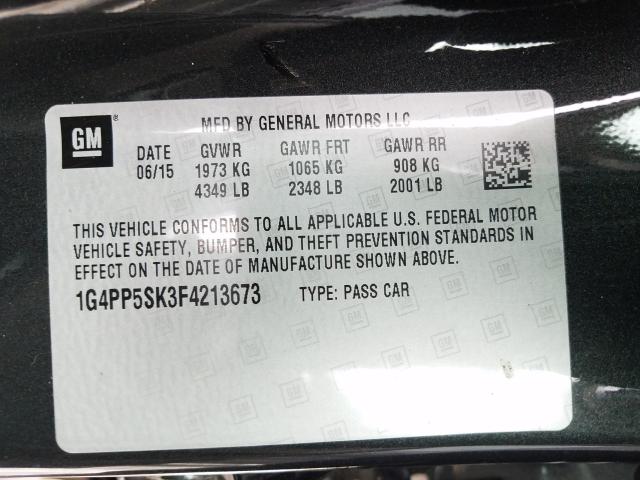 GM ®
MFD BY GENERAL MOTORS LLC
DATE GVWR GAWR FRT GAWR RR
06/15 1973 KG 1065 KG 908 KG
4349 LB 2348 LB 2001 LB
THIS VEHICLE CONFORMS TO ALL APPLICABLE U.S. FEDERAL MOTOR
VEHICLE SAFETY, BUMPER, AND THEFT PREVENTION STANDARDS IN
EFFECT ON THE DATE OF MANUFACTURE SHOWN ABOVE.
1G4PP5SK3F4213673 TYPE: PASS CAR